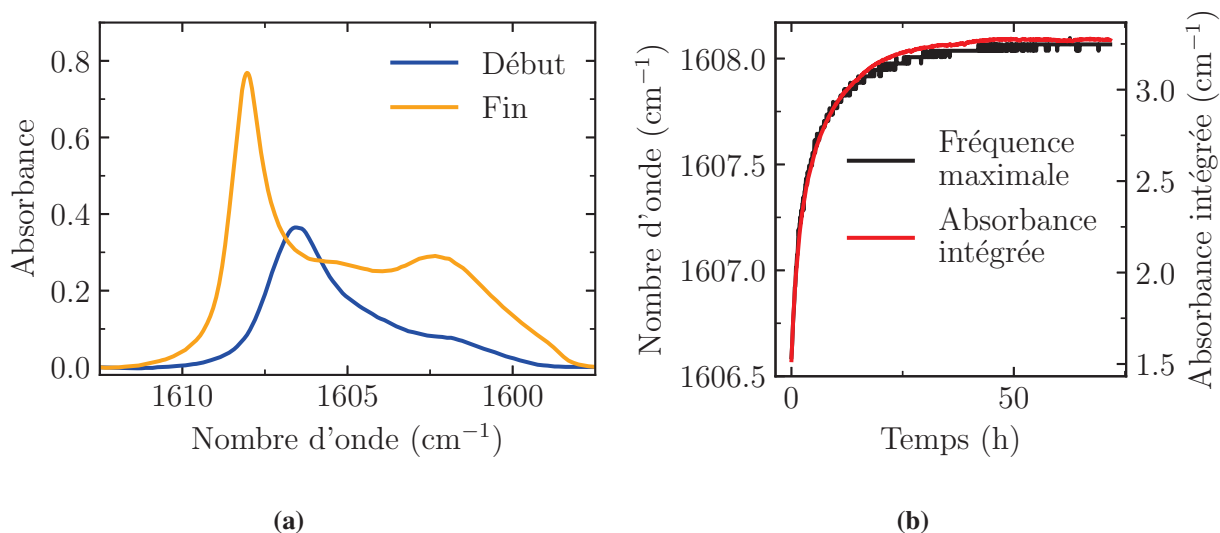 0.8
0.6
0.4
0.2
0.0
Absorbance
Début
Fin
1610
1605
1600
Nombre d'onde (cm⁻¹)
(a)
1608.0
1607.5
1607.0
1606.5
Nombre d'onde (cm⁻¹)
Fréquence
maximale
Absorbance
intégrée
3.0
2.5
2.0
1.5
Absorbance intégrée (cm⁻¹)
0
50
Temps (h)
(b)